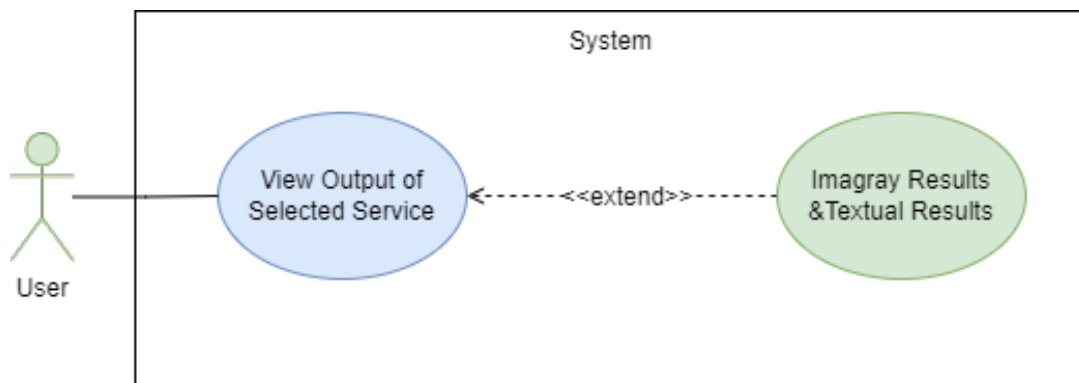 System
View Output of
Selected Service
<<extend>>
Imagray Results
&Textual Results
User